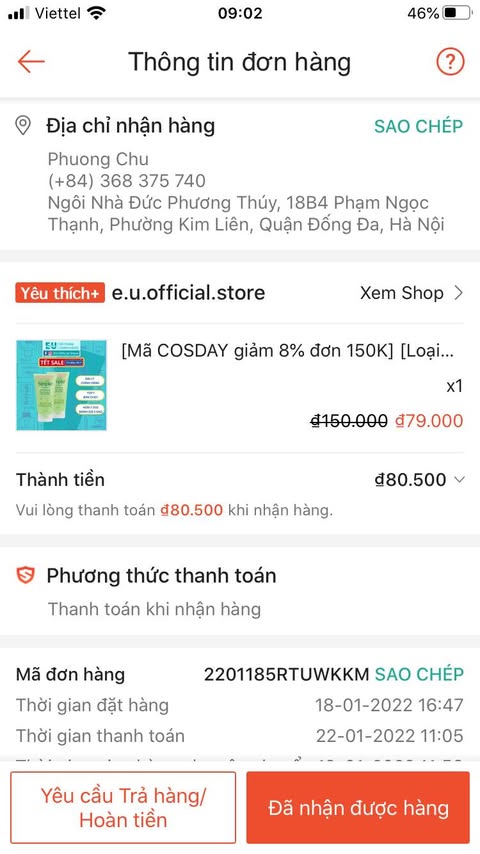 Viettel 09:02 46%
Thông tin đơn hàng
?
Địa chỉ nhận hàng SAO CHÉP
Phuong Chu
(+84) 368 375 740
Ngôi Nhà Đức Phương Thúy, 18B4 Phạm Ngọc
Thạnh, Phường Kim Liên, Quận Đống Đa, Hà Nội
Yêu thích+ e.u.official.store Xem Shop
[Mã COSDAY giảm 8% đơn 150K] [Loại...
EU
TẾT SALE
x1
₫150.000 ₫79.000
Thành tiền ₫80.500
Vui lòng thanh toán ₫80.500 khi nhận hàng.
Phương thức thanh toán
Thanh toán khi nhận hàng
Mã đơn hàng 2201185RTUWKKM SAO CHÉP
Thời gian đặt hàng 18-01-2022 16:47
Thời gian thanh toán 22-01-2022 11:05
Yêu cầu Trả hàng/
Hoàn tiền
Đã nhận được hàng